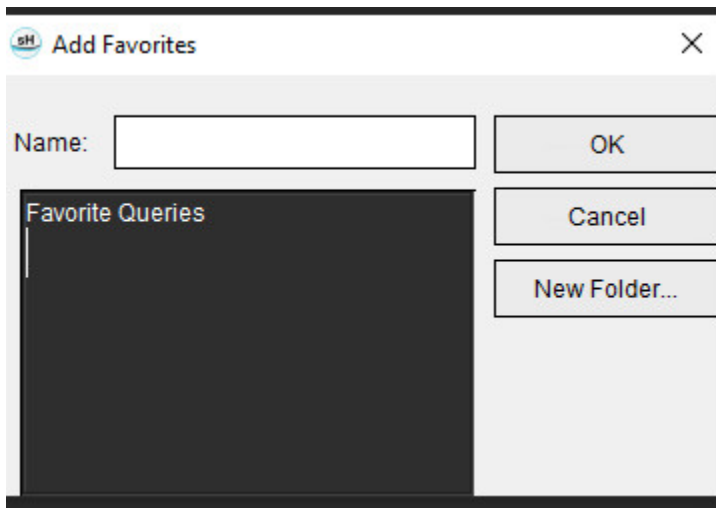 sH Add Favorites
Name:
OK
Favorite Queries
Cancel
New Folder...